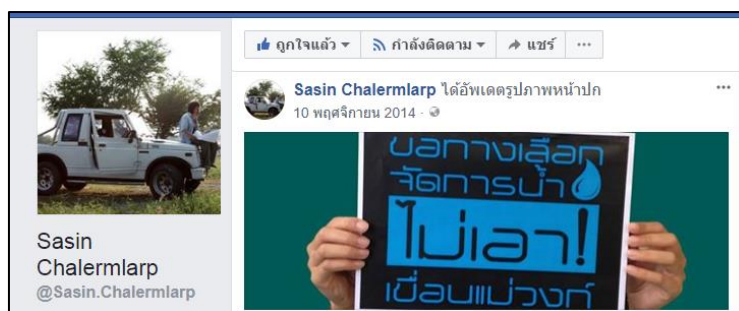 ถูกใจแล้ว กำลังติดตาม แชร์ ...
Sasin Chalermlarp ได้อัพเดตรูปภาพหน้าปก ...
10 พฤศจิกายน 2014 ·
ขอทางเลือก
จัดการน้ำ
ไม่เอา!
เขื่อนแม่วงก์
Sasin
Chalermlarp
@Sasin.Chalermlarp